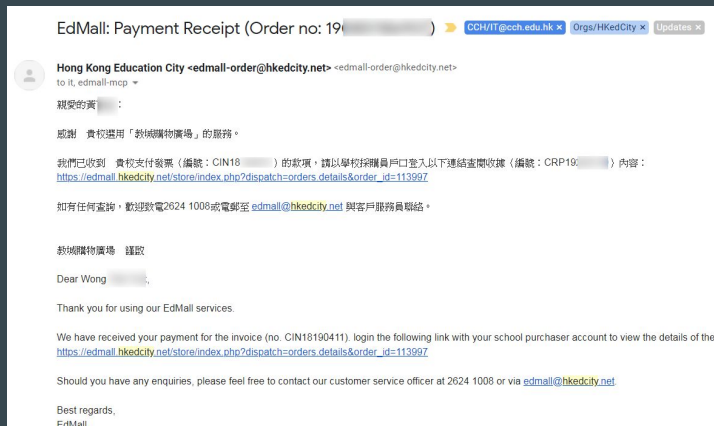 EdMall: Payment Receipt (Order no: 19 )
CCH/IT@cch.edu.hk ×
Orgs/HKedCity ×
Updates ×
Hong Kong Education City <edmall-order@hkedcity.net> <edmall-order@hkedcity.net>
to it, edmall-mcp
親愛的黃 :
感謝 貴校選用「教城購物廣場」的服務。
我們已收到 貴校支付發票（編號：CIN18 ）的款項，請以學校採購員戶口登入以下連結查閱收據（編號：CRP19 ）內容：
https://edmall.hkedcity.net/store/index.php?dispatch=orders.details&order_id=113997
如有任何查詢，歡迎致電2624 1008或電郵至 edmall@hkedcity.net 與客戶服務員聯絡。
教城購物廣場 謹啟
Dear Wong ,
Thank you for using our EdMall services.
We have received your payment for the invoice (no. CIN18190411). login the following link with your school purchaser account to view the details of the
https://edmall.hkedcity.net/store/index.php?dispatch=orders.details&order_id=113997
Should you have any enquiries, please feel free to contact our customer service officer at 2624 1008 or via edmall@hkedcity.net.
Best regards,
EdMall